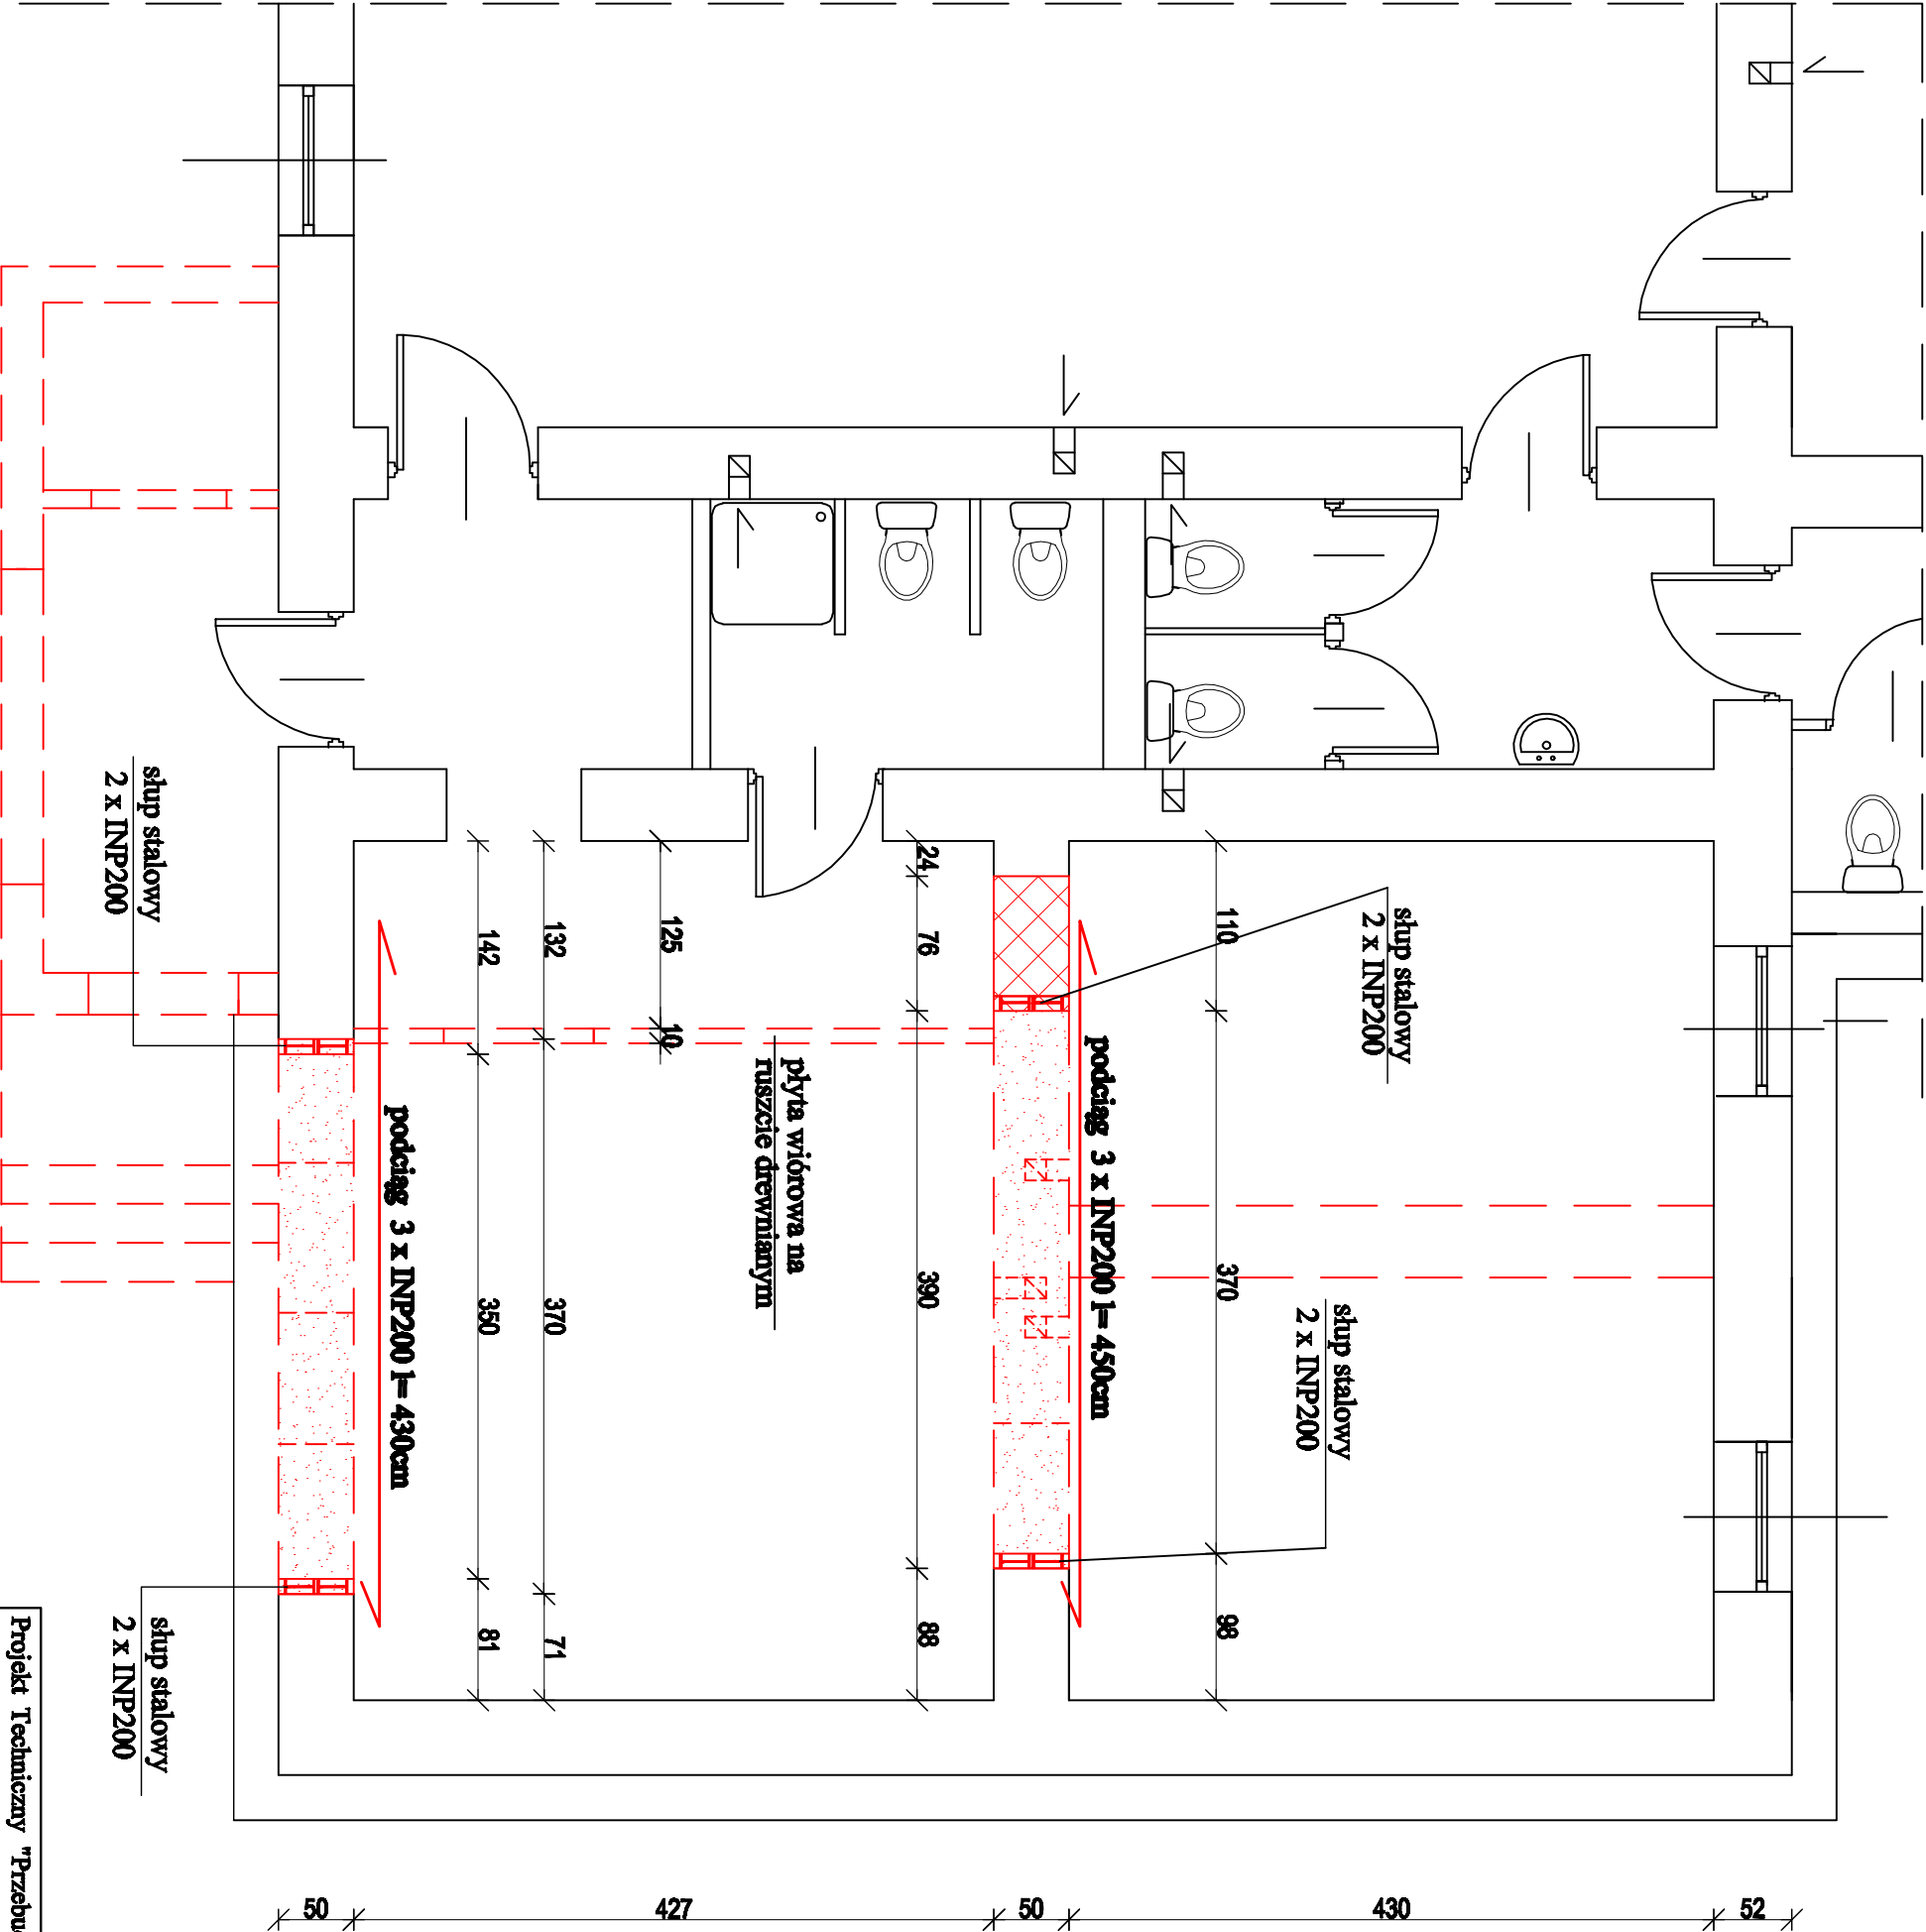 słup stalowy
2 x INP200
słup stalowy
2 x INP200
podciąg 3 x INP200 l= 450cm
płyta wiórowa na
ruszcie drewnianym
podciąg 3 x INP200 l= 430cm
słup stalowy
2 x INP200
słup stalowy
2 x INP200
110
370
98
24
76
390
88
125
10
132
370
71
142
350
81
50
427
50
430
52
Projekt Techniczny